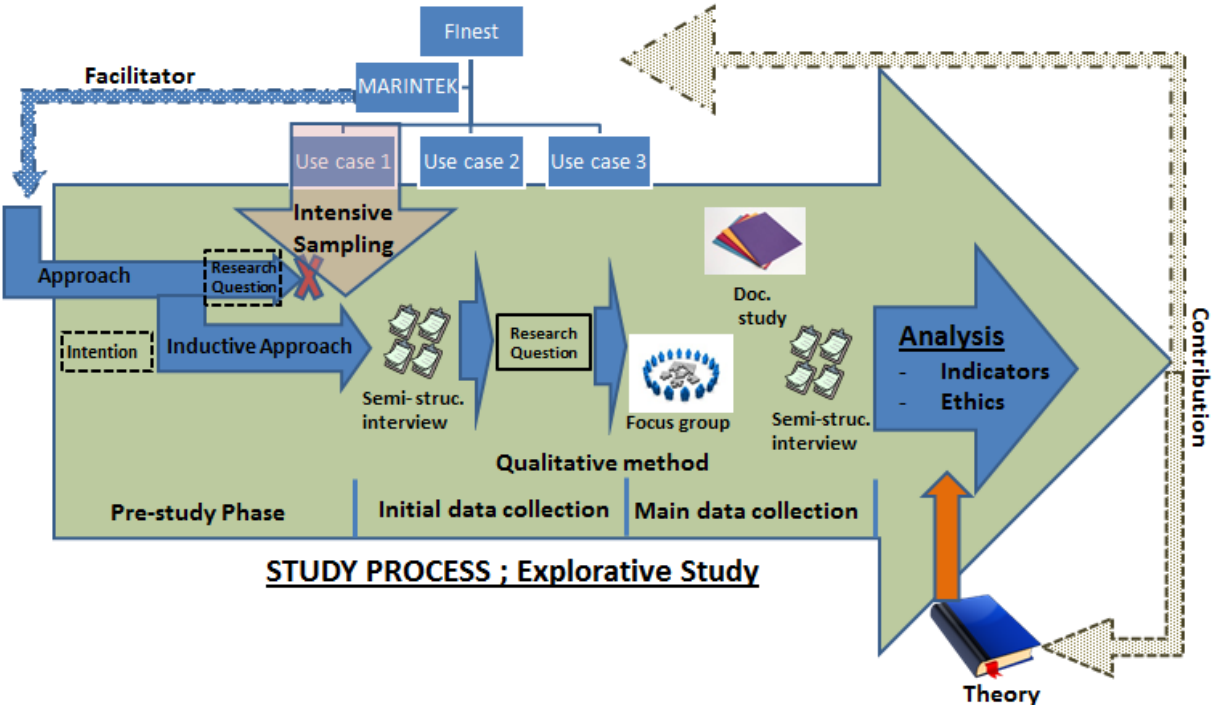 FInest
Facilitator
MARINTEK
Use case 1
Use case 2
Use case 3
Intensive
Sampling
Approach
Research
Question
Intention
Inductive Approach
Semi-struc.
interview
Research
Question
Doc.
study
Focus group
Semi-struc.
interview
Analysis
- Indicators
- Ethics
Contribution
Qualitative method
Pre-study Phase
Initial data collection
Main data collection
STUDY PROCESS ; Explorative Study
Theory